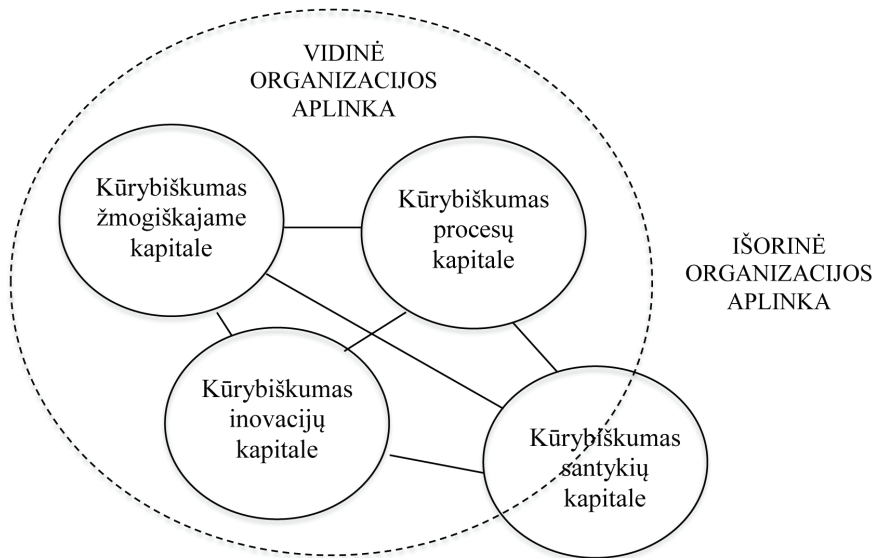 VIDINĖ
ORGANIZACIJOS
APLINKA
Kūrybiškumas
žmogiškajame
kapitale
Kūrybiškumas
procesų
kapitale
IŠORINĖ
ORGANIZACIJOS
APLINKA
Kūrybiškumas
inovacijų
kapitale
Kūrybiškumas
santykių
kapitale